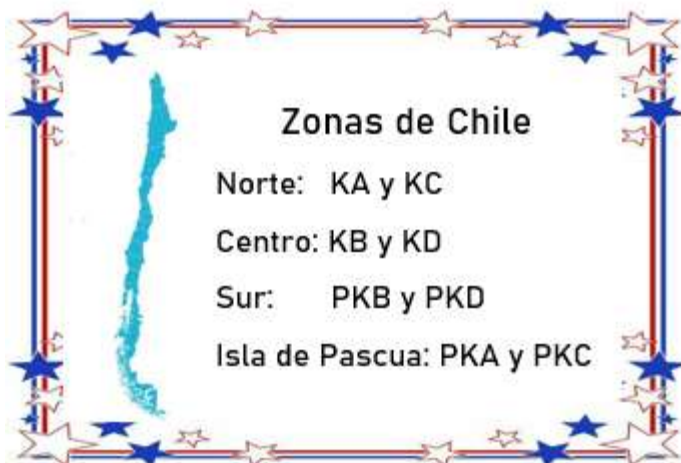 Zonas de Chile
Norte: KA y KC
Centro: KB y KD
Sur: PKB y PKD
Isla de Pascua: PKA y PKC